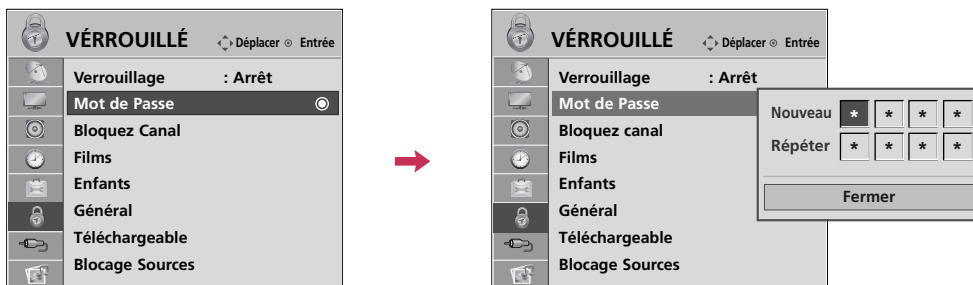 VÉRROUILLÉ Déplacer Entrée
Verrouillage : Arrêt
Mot de Passe
Bloquez Canal
Films
Enfants
Général
Téléchargeable
Blocage Sources
VÉRROUILLÉ Déplacer Entrée
Verrouillage : Arrêt
Mot de Passe
Bloquez canal
Films
Enfants
Général
Téléchargeable
Blocage Sources
Nouveau * * * *
Répéter * * * *
Fermer